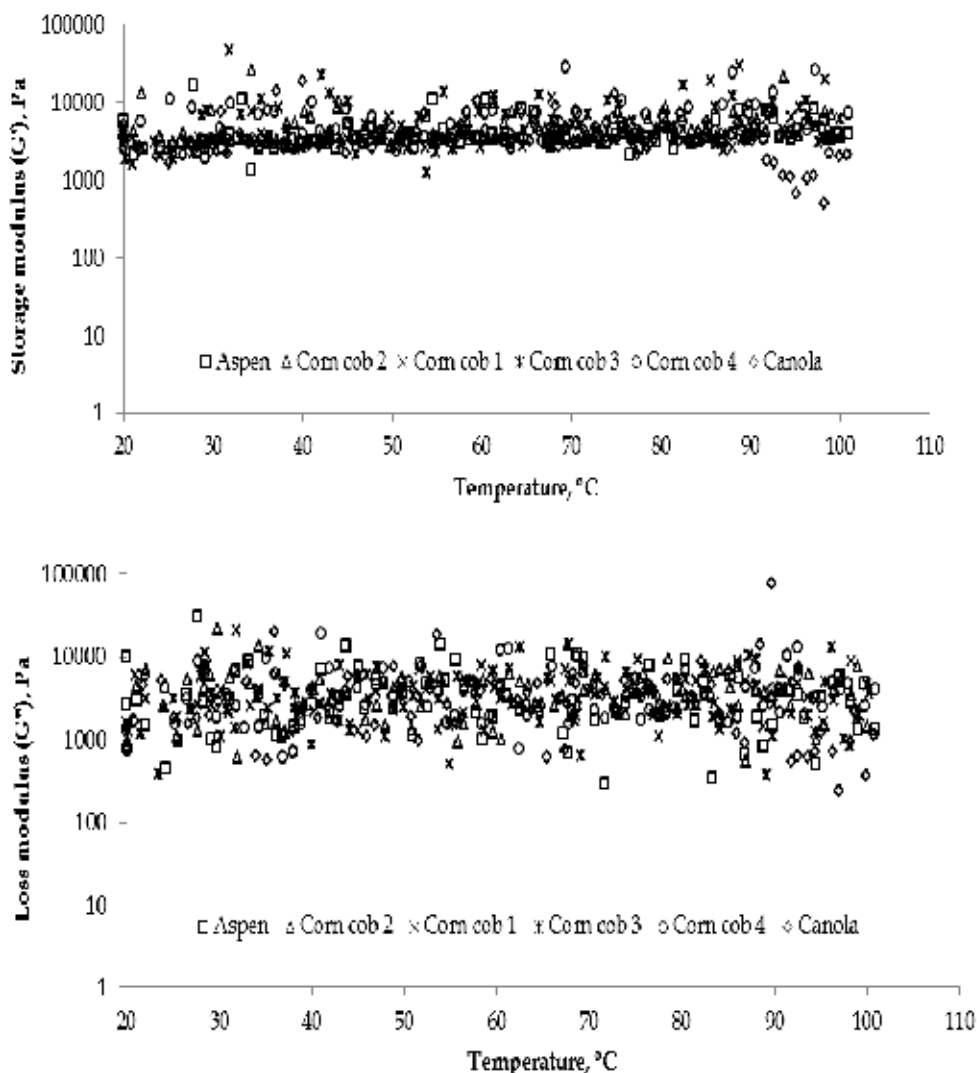 100000
10000
1000
100
10
1
Storage modulus (G'), Pa
Aspen Corn cob 2 Corn cob 1 Corn cob 3 Corn cob 4 Canola
20 30 40 50 60 70 80 90 100 110
Temperature, °C
100000
10000
1000
100
10
1
Loss modulus (G"), Pa
Aspen Corn cob 2 Corn cob 1 Corn cob 3 Corn cob 4 Canola
20 30 40 50 60 70 80 90 100 110
Temperature, °C